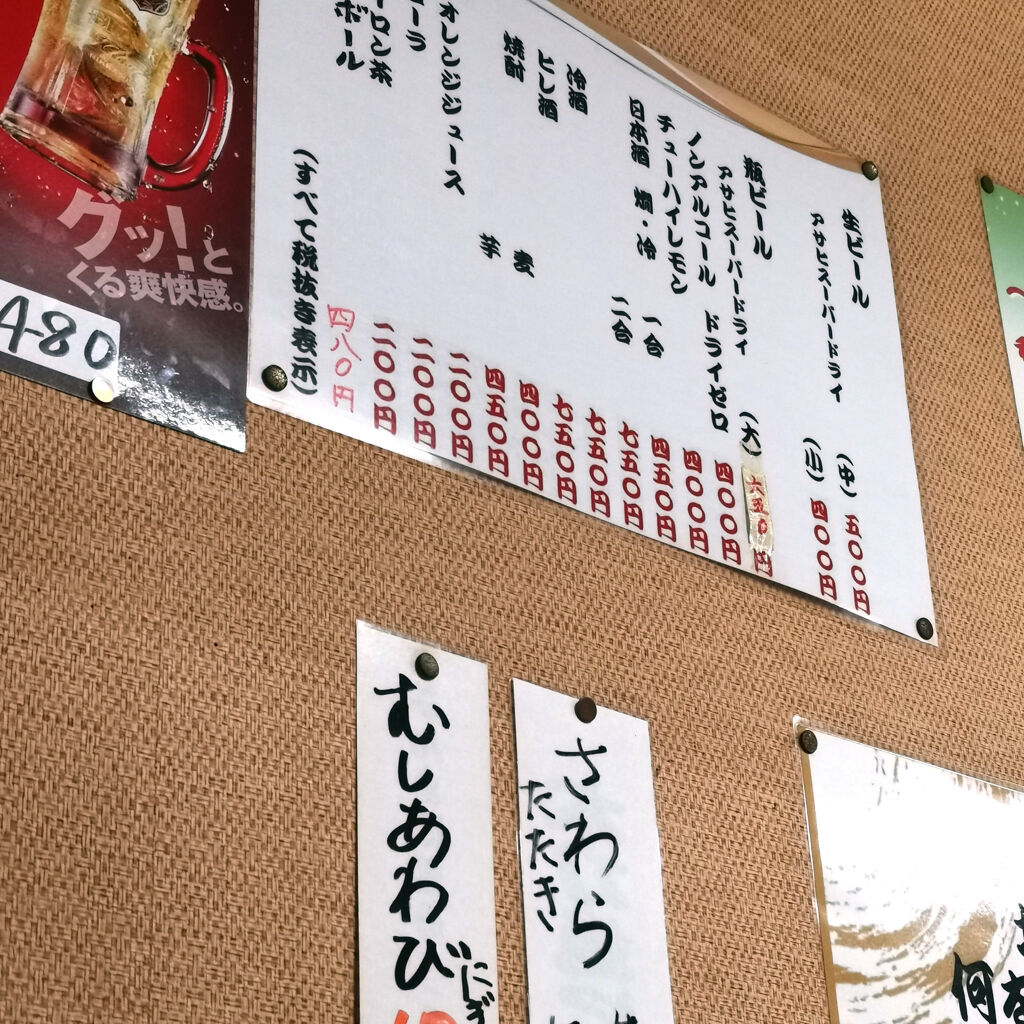 生ビール (中) 五〇〇円
アサヒスーパードライ (小) 四〇〇円
瓶ビール (大) 六五〇円
アサヒスーパードライ
ノンアルコール ドライゼロ 四〇〇円
チューハイレモン 四〇〇円
日本酒 燗・冷 一合 四五〇円
二合 七五〇円
冷酒 七五〇円
ヒレ酒 七五〇円
焼酎 麦 四〇〇円
芋 四五〇円
オレンジジュース 二〇〇円
ーラ 二〇〇円
ーロン茶 二〇〇円
ボール 四八〇円
(すべて税抜き表示)
グッ!と
くる爽快感。
480
さわら
たたき
むしあわび
にぎ
何を